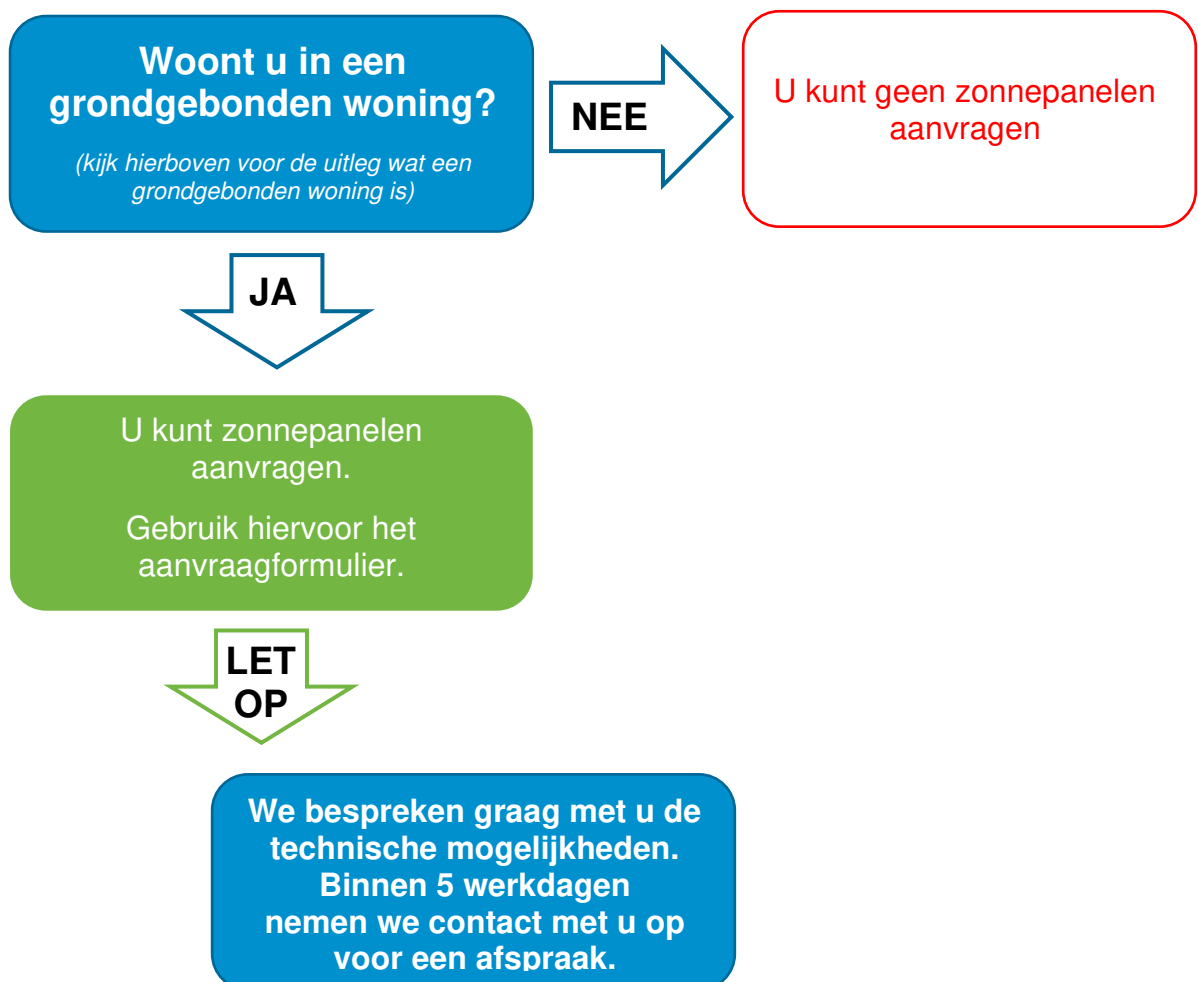 Woont u in een
grondgebonden woning?
(kijk hierboven voor de uitleg wat een
grondgebonden woning is)
NEE
U kunt geen zonnepanelen
aanvragen
JA
U kunt zonnepanelen
aanvragen.
Gebruik hiervoor het
aanvraagformulier.
LET
OP
We bespreken graag met u de
technische mogelijkheden.
Binnen 5 werkdagen
nemen we contact met u op
voor een afspraak.